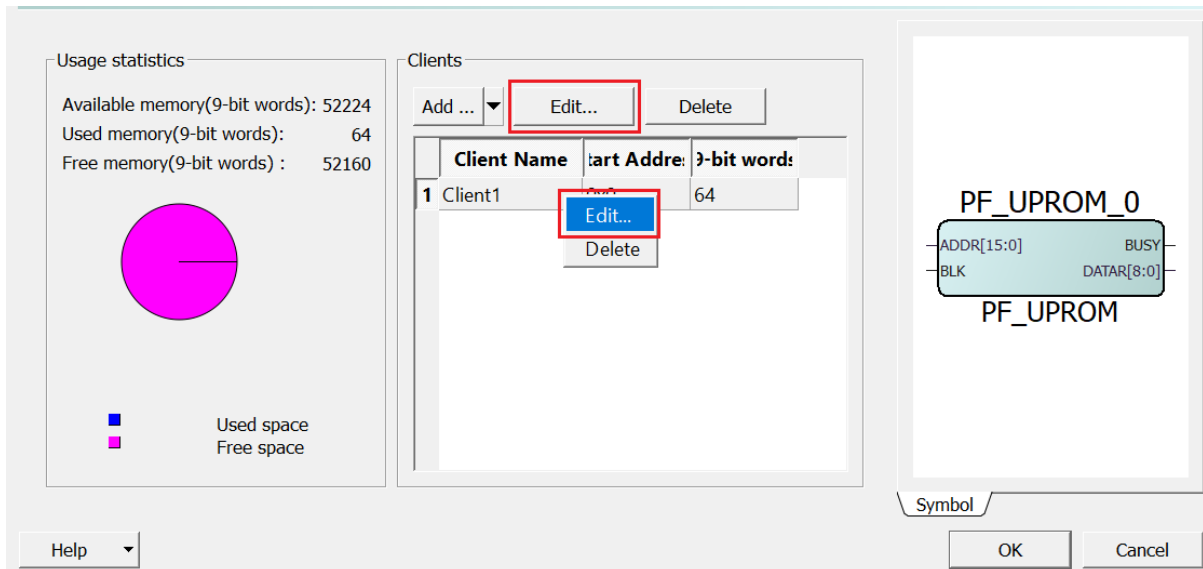 Usage statistics
Available memory(9-bit words): 52224
Used memory(9-bit words): 64
Free memory(9-bit words) : 52160
Used space
Free space
Clients
Add ... Edit... Delete
Client Name tart Addre: 9-bit words
1 Client1 64
Edit...
Delete
PF_UPROM_0
ADDR[15:0] BUSY
BLK DATAR[8:0]
PF_UPROM
Symbol
Help OK Cancel